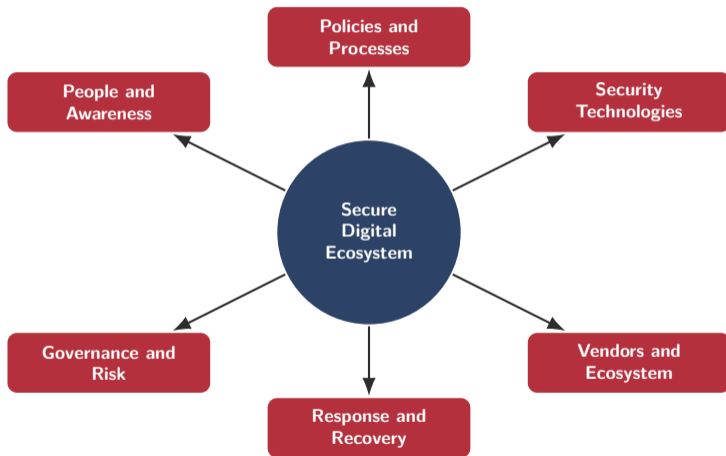 Policies and
Processes
People and
Awareness
Security
Technologies
Secure
Digital
Ecosystem
Governance and
Risk
Vendors and
Ecosystem
Response and
Recovery